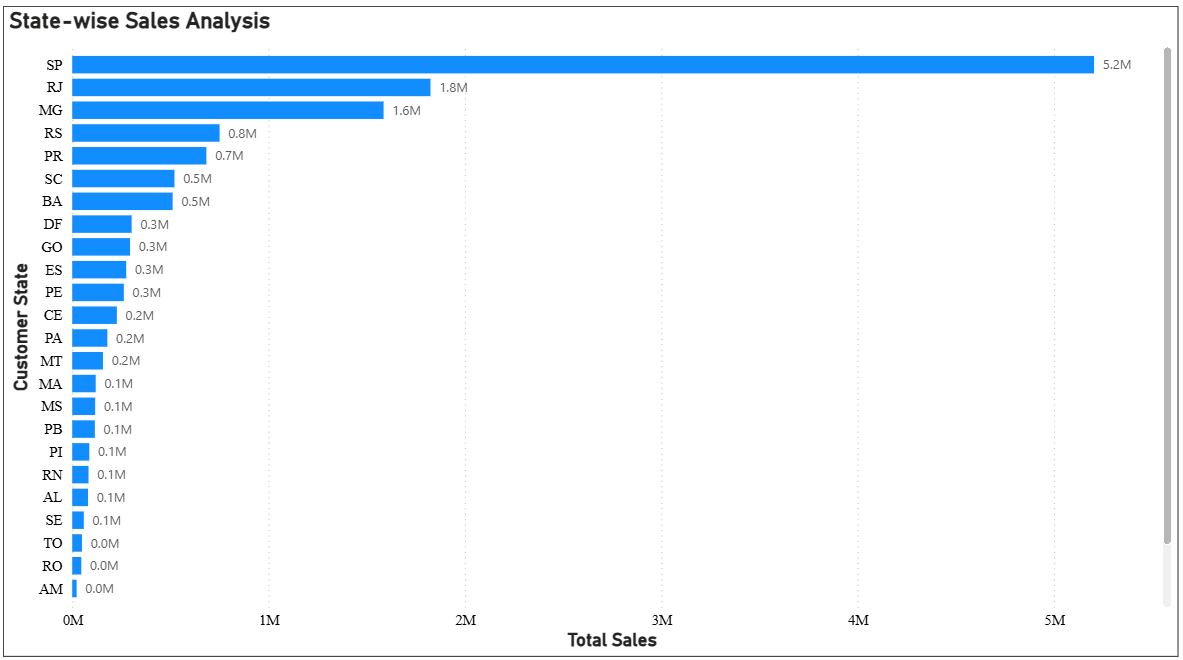 State-wise Sales Analysis
SP 5.2M
RJ 1.8M
MG 1.6M
RS 0.8M
PR 0.7M
SC 0.5M
BA 0.5M
DF 0.3M
GO 0.3M
ES 0.3M
PE 0.3M
CE 0.2M
PA 0.2M
MT 0.2M
MA 0.1M
MS 0.1M
PB 0.1M
PI 0.1M
RN 0.1M
AL 0.1M
SE 0.1M
TO 0.0M
RO 0.0M
AM 0.0M
Customer State
0M 1M 2M 3M 4M 5M
Total Sales